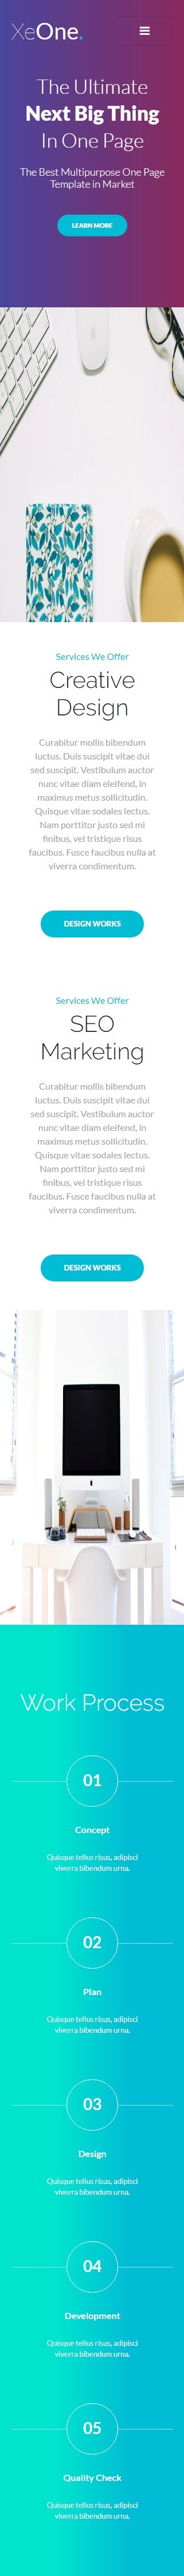 XeOne.
The Ultimate
Next Big Thing
In One Page
The Best Multipurpose One Page
Template in Market
LEARN MORE
Services We Offer
Creative
Design
Curabitur mollis bibendum
luctus. Duis suscipit vitae dui
sed suscipit. Vestibulum auctor
nunc vitae diam eleifend, in
maximus metus sollicitudin.
Quisque vitae sodales lectus.
Nam porttitor justo sed mi
finibus, vel tristique risus
faucibus. Fusce faucibus nulla at
viverra condimentum.
DESIGN WORKS
Services We Offer
SEO
Marketing
Curabitur mollis bibendum
luctus. Duis suscipit vitae dui
sed suscipit. Vestibulum auctor
nunc vitae diam eleifend, in
maximus metus sollicitudin.
Quisque vitae sodales lectus.
Nam porttitor justo sed mi
finibus, vel tristique risus
faucibus. Fusce faucibus nulla at
viverra condimentum.
DESIGN WORKS
Work Process
01
Concept
Quisque tellus risus, adipisci
viverra bibendum urna.
02
Plan
Quisque tellus risus, adipisci
viverra bibendum urna.
03
Design
Quisque tellus risus, adipisci
viverra bibendum urna.
04
Development
Quisque tellus risus, adipisci
viverra bibendum urna.
05
Quality Check
Quisque tellus risus, adipisci
viverra bibendum urna.